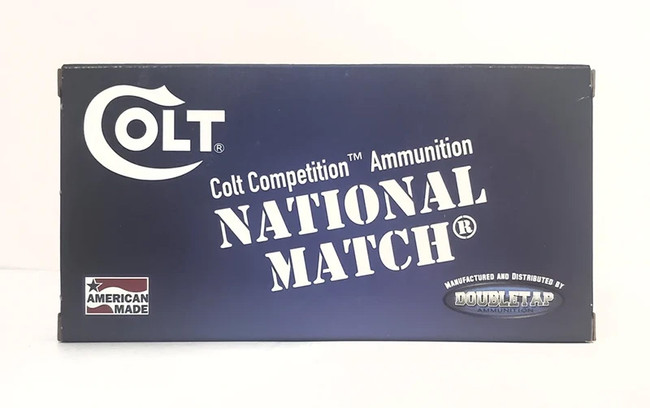 COLT®
Colt Competition™ Ammunition
NATIONAL
MATCH®
AMERICAN
MADE
MANUFACTURED AND DISTRIBUTED BY
DOUBLETAP
AMMUNITION